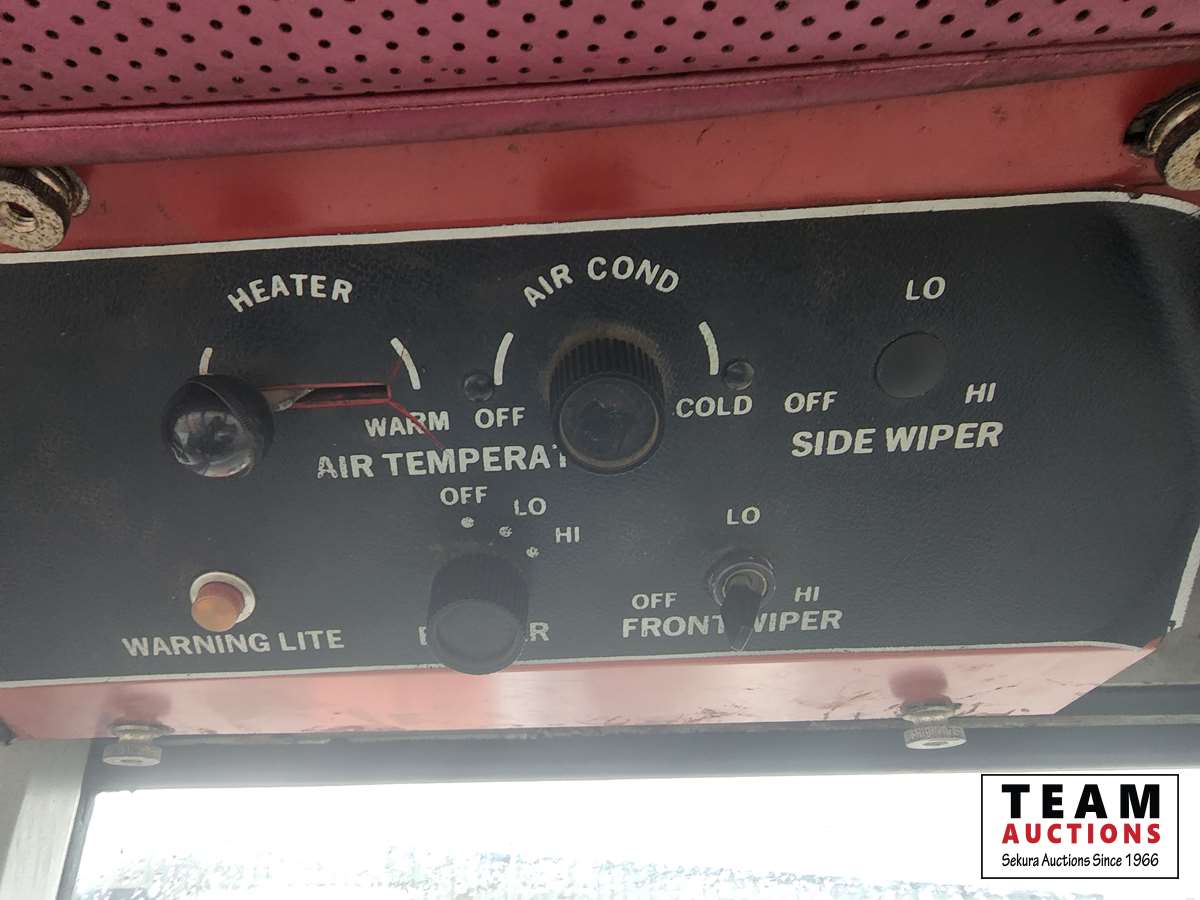 HEATER
AIR COND
LO
WARM OFF
COLD OFF HI
AIR TEMPERAT
SIDE WIPER
OFF LO HI
LO
OFF HI
WARNING LITE
FRONT WIPER
TEAM
AUCTIONS
Sekura Auctions Since 1966